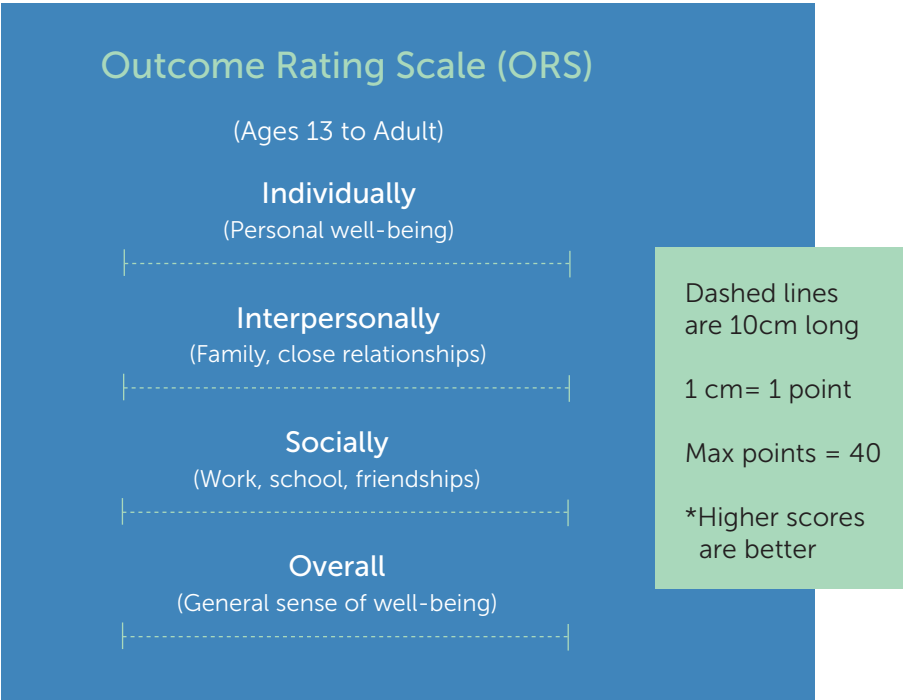 Outcome Rating Scale (ORS)
(Ages 13 to Adult)
Individually
(Personal well-being)
Interpersonally
(Family, close relationships)
Socially
(Work, school, friendships)
Overall
(General sense of well-being)
Dashed lines
are 10cm long
1 cm= 1 point
Max points = 40
*Higher scores
are better